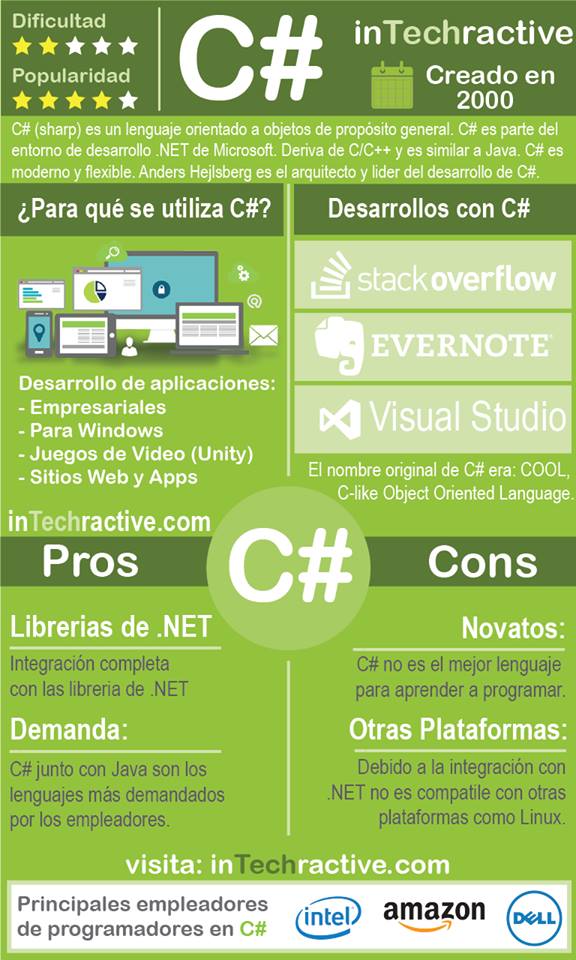 Dificultad
Popularidad
C#
inTechractive
Creado en
2000
C# (sharp) es un lenguaje orientado a objetos de propósito general. C# es parte del
entorno de desarrollo .NET de Microsoft. Deriva de C/C++ y es similar a Java. C# es
moderno y flexible. Anders Hejlsberg es el arquitecto y lider del desarrollo de C#.
¿Para qué se utiliza C#?
Desarrollo de aplicaciones:
- Empresariales
- Para Windows
- Juegos de Video (Unity)
- Sitios Web y Apps
Desarrollos con C#
stackoverflow
EVERNOTE
Visual Studio
El nombre original de C# era: COOL,
C-like Object Oriented Language.
inTechractive.com
C#
Pros
Librerias de .NET
Integración completa
con las libreria de .NET
Demanda:
C# junto con Java son los
lenguajes más demandados
por los empleadores.
Cons
Novatos:
C# no es el mejor lenguaje
para aprender a programar.
Otras Plataformas:
Debido a la integración con
.NET no es compatile con otras
plataformas como Linux.
visita: inTechractive.com
Principales empleadores
de programadores en C#
intel
amazon
DELL